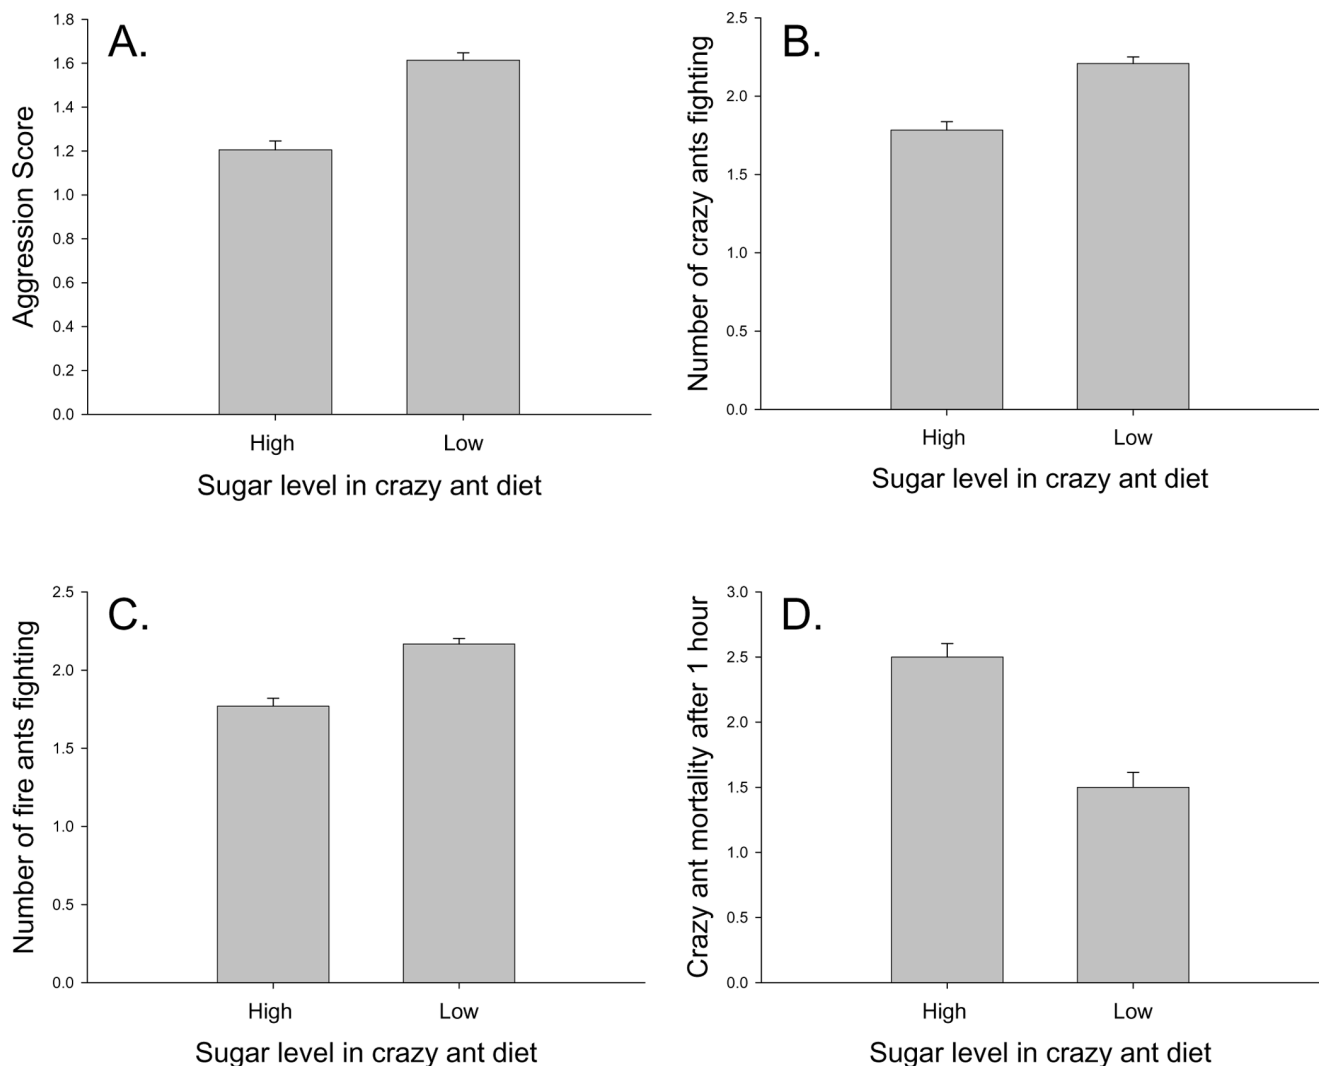 A.
Aggression Score
1.8
1.6
1.4
1.2
1.0
0.8
0.6
0.4
0.2
0.0
High Low
Sugar level in crazy ant diet
B.
Number of crazy ants fighting
2.5
2.0
1.5
1.0
0.5
0.0
High Low
Sugar level in crazy ant diet
C.
Number of fire ants fighting
2.5
2.0
1.5
1.0
0.5
0.0
High Low
Sugar level in crazy ant diet
D.
Crazy ant mortality after 1 hour
3.0
2.5
2.0
1.5
1.0
0.5
0.0
High Low
Sugar level in crazy ant diet